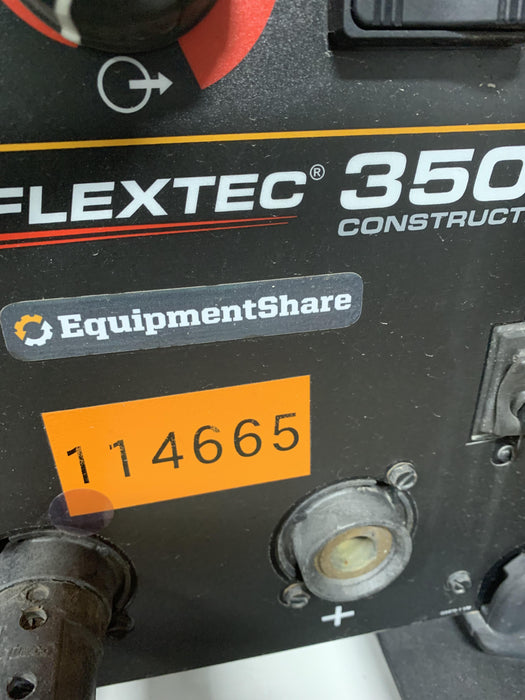 FLEXTEC® 350
CONSTRUCT
EquipmentShare
114665
+